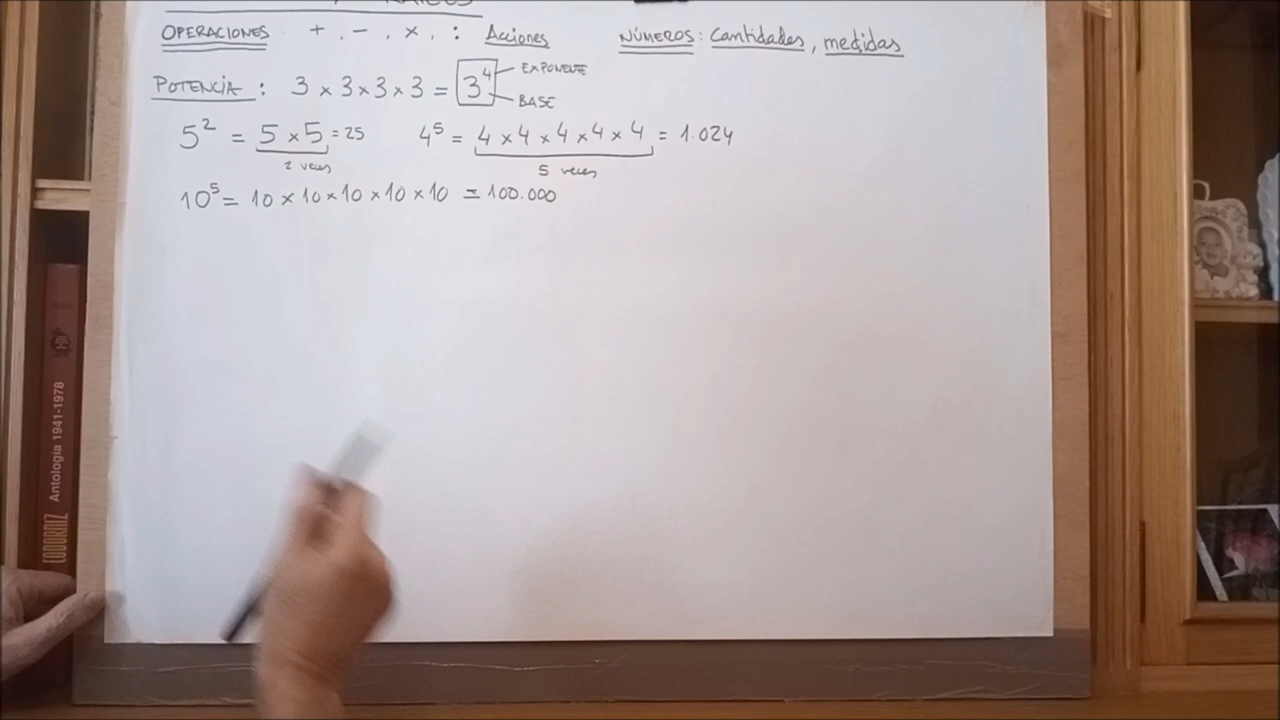 OPERACIONES: + , - , × , : Acciones NÚMEROS: Cantidades, medidas
POTENCIA: 3 × 3 × 3 × 3 = 3⁴ EXPONENTE
BASE
5² = 5 × 5 = 25 4⁵ = 4 × 4 × 4 × 4 × 4 = 1.024
2 veces 5 veces
10⁵ = 10 × 10 × 10 × 10 × 10 = 100.000
Antología 1941-1978
CODORNIZ